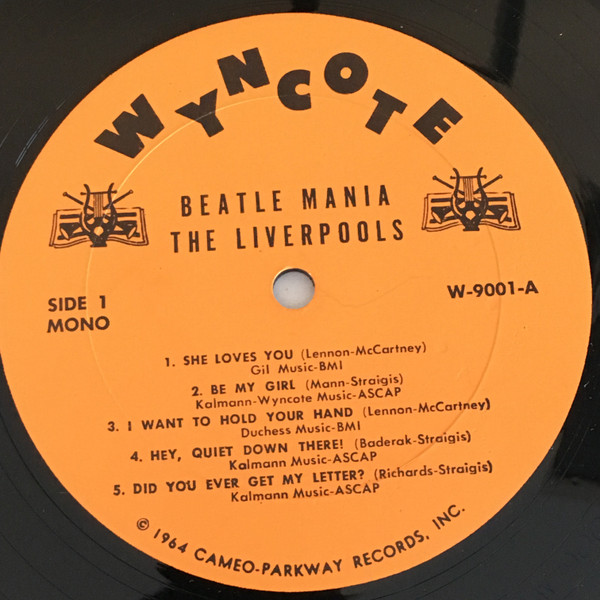 WYNCOTE
BEATLE MANIA
THE LIVERPOOLS
SIDE 1
MONO
W-9001-A
1. SHE LOVES YOU (Lennon-McCartney)
Gil Music-BMI
2. BE MY GIRL (Mann-Straigis)
Kalmann-Wyncote Music-ASCAP
3. I WANT TO HOLD YOUR HAND (Lennon-McCartney)
Duchess Music-BMI
4. HEY, QUIET DOWN THERE! (Baderak-Straigis)
Kalmann Music-ASCAP
5. DID YOU EVER GET MY LETTER? (Richards-Straigis)
Kalmann Music-ASCAP
© 1964 CAMEO-PARKWAY RECORDS, INC.